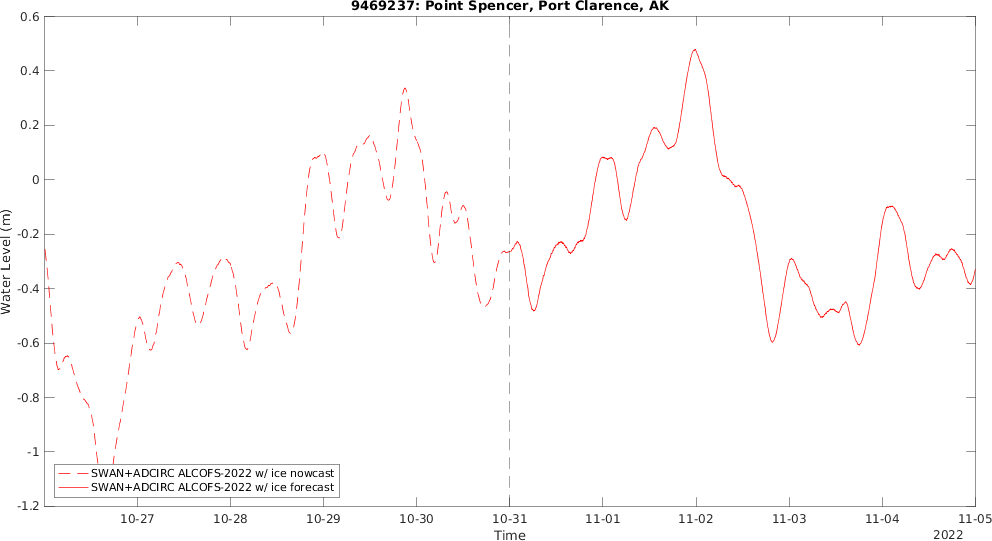 9469237: Point Spencer, Port Clarence, AK
0.6
0.4
0.2
0
-0.2
-0.4
-0.6
-0.8
-1
-1.2
Water Level (m)
SWAN+ADCIRC ALCOFS-2022 w/ ice nowcast
SWAN+ADCIRC ALCOFS-2022 w/ ice forecast
10-27 10-28 10-29 10-30 10-31 11-01 11-02 11-03 11-04 11-05
Time
2022